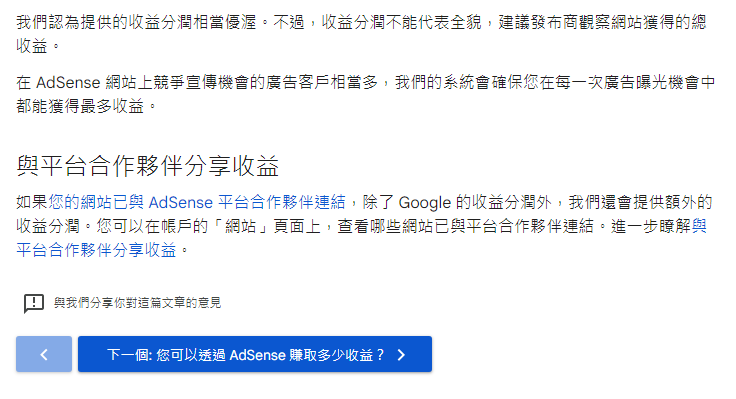 我們認為提供的收益分潤相當優渥。不過，收益分潤不能代表全貌，建議發布商觀察網站獲得的總
收益。
在 AdSense 網站上競爭宣傳機會的廣告客戶相當多，我們的系統會確保您在每一次廣告曝光機會中
都能獲得最多收益。
與平台合作夥伴分享收益
如果您的網站已與 AdSense 平台合作夥伴連結，除了 Google 的收益分潤外，我們還會提供額外的
收益分潤。您可以在帳戶的「網站」頁面上，查看哪些網站已與平台合作夥伴連結。進一步瞭解與
平台合作夥伴分享收益。
與我們分享你對這篇文章的意見
下一個: 您可以透過 AdSense 賺取多少收益？